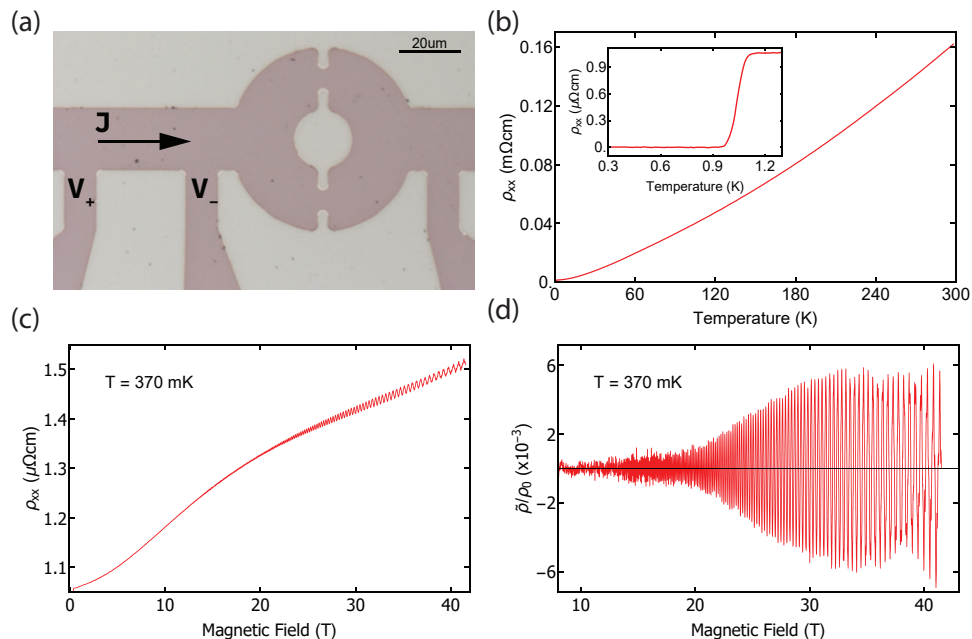 (a)
20um
J
V+
V−
(b)
0.16
0.12
0.08
0.04
0.
ρxx (mΩcm)
0.9
0.6
0.3
0.
ρxx (μΩcm)
0.3 0.6 0.9 1.2
Temperature (K)
0 60 120 180 240 300
Temperature (K)
(c)
T = 370 mK
1.5
1.4
1.3
1.2
1.1
ρxx (μΩcm)
0 10 20 30 40
Magnetic Field (T)
(d)
T = 370 mK
6
2
−2
−6
ρ̃/ρ0 (x10−3)
10 20 30 40
Magnetic Field (T)